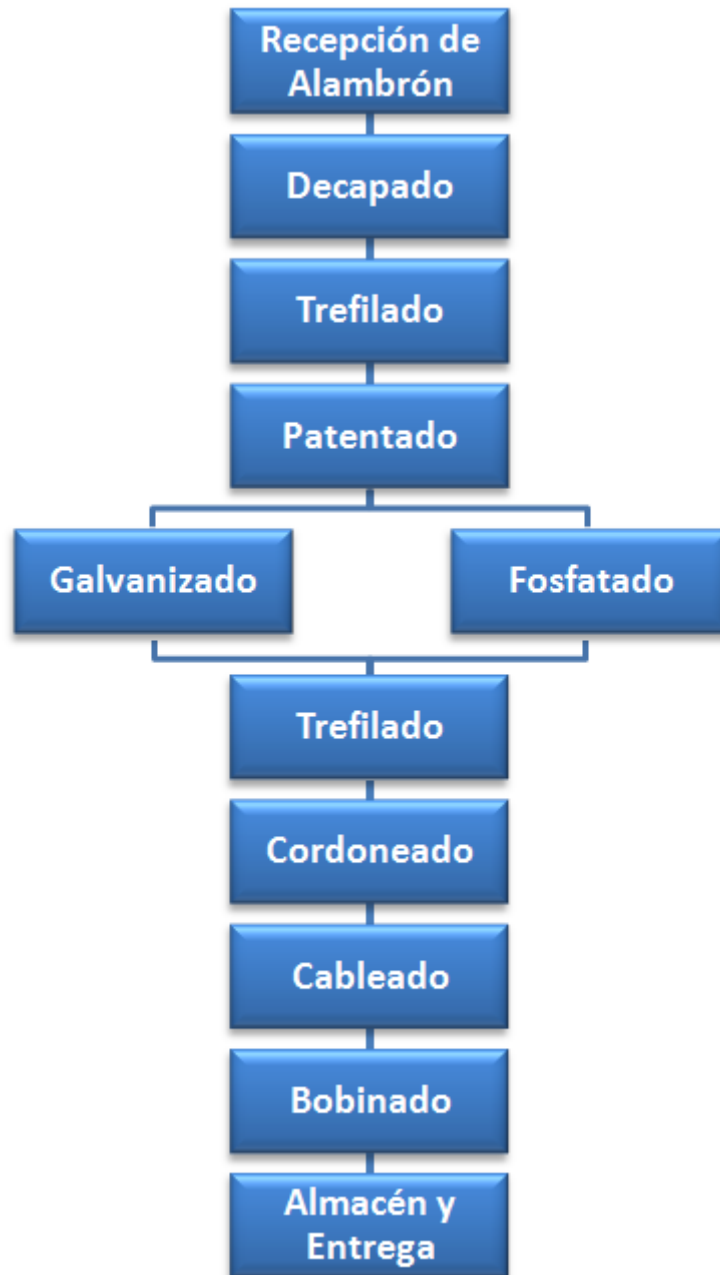 Recepción de
Alambrón
Decapado
Trefilado
Patentado
Galvanizado
Fosfatado
Trefilado
Cordoneado
Cableado
Bobinado
Almacén y
Entrega